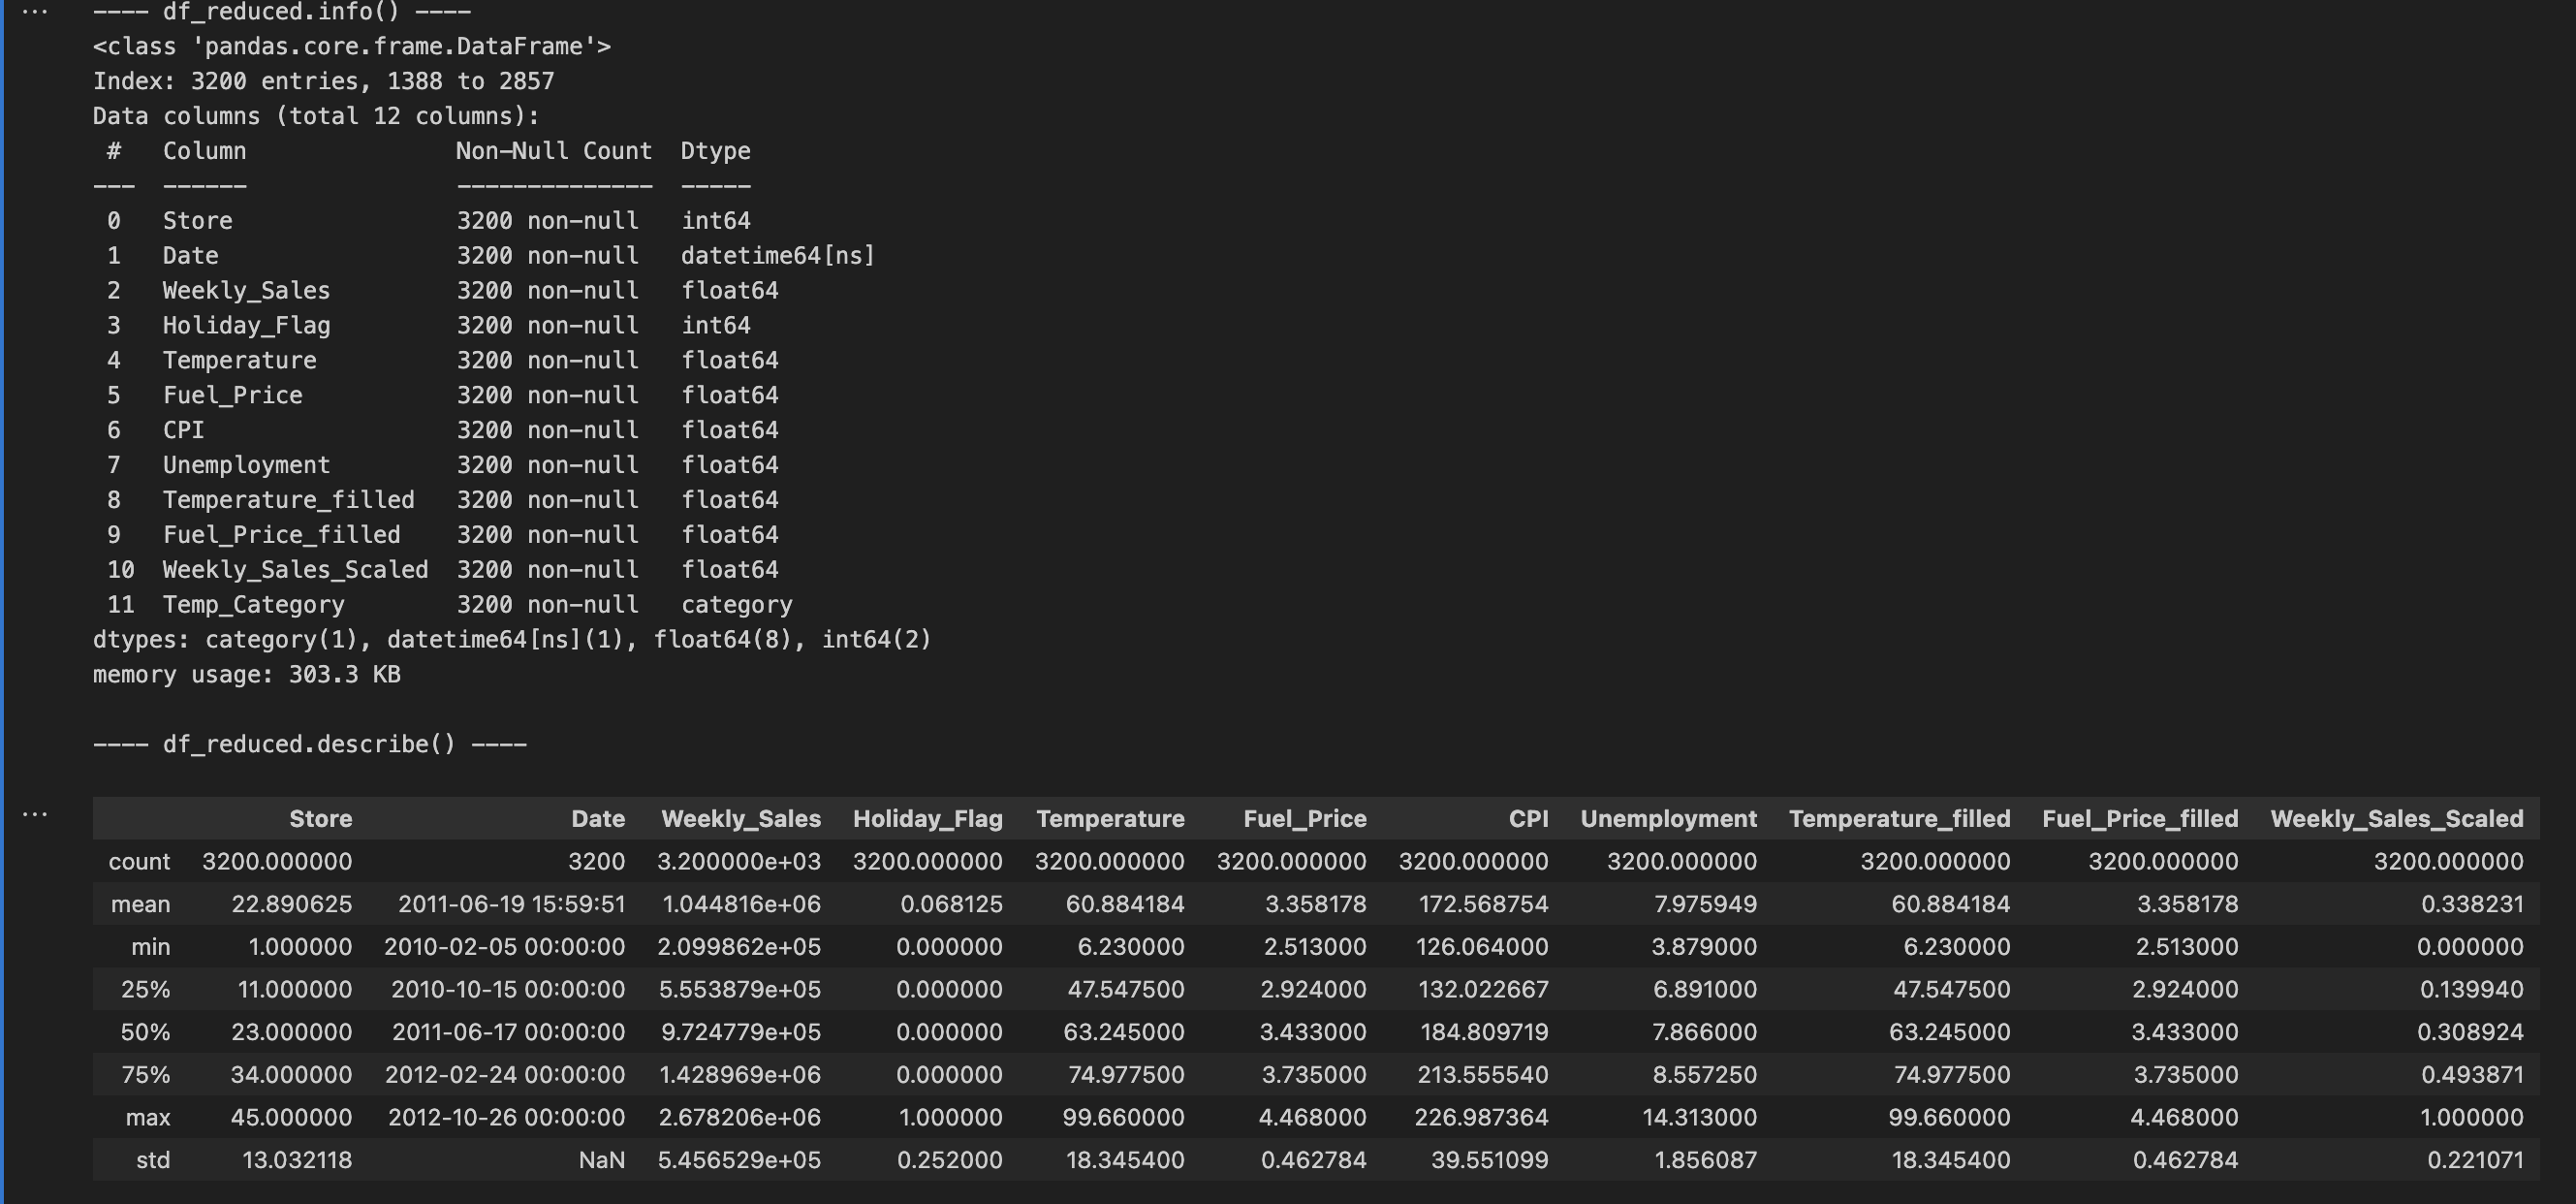 ---- df_reduced.info() ----
<class 'pandas.core.frame.DataFrame'>
Index: 3200 entries, 1388 to 2857
Data columns (total 12 columns):
 #   Column               Non-Null Count  Dtype
---  ------               --------------  -----
 0   Store                3200 non-null   int64
 1   Date                 3200 non-null   datetime64[ns]
 2   Weekly_Sales         3200 non-null   float64
 3   Holiday_Flag         3200 non-null   int64
 4   Temperature          3200 non-null   float64
 5   Fuel_Price           3200 non-null   float64
 6   CPI                  3200 non-null   float64
 7   Unemployment         3200 non-null   float64
 8   Temperature_filled   3200 non-null   float64
 9   Fuel_Price_filled    3200 non-null   float64
 10  Weekly_Sales_Scaled  3200 non-null   float64
 11  Temp_Category        3200 non-null   category
dtypes: category(1), datetime64[ns](1), float64(8), int64(2)
memory usage: 303.3 KB
---- df_reduced.describe() ----
Store Date Weekly_Sales Holiday_Flag Temperature Fuel_Price CPI Unemployment Temperature_filled Fuel_Price_filled Weekly_Sales_Scaled
count 3200.000000 3200 3.200000e+03 3200.000000 3200.000000 3200.000000 3200.000000 3200.000000 3200.000000 3200.000000 3200.000000
mean 22.890625 2011-06-19 15:59:51 1.044816e+06 0.068125 60.884184 3.358178 172.568754 7.975949 60.884184 3.358178 0.338231
min 1.000000 2010-02-05 00:00:00 2.099862e+05 0.000000 6.230000 2.513000 126.064000 3.879000 6.230000 2.513000 0.000000
25% 11.000000 2010-10-15 00:00:00 5.553879e+05 0.000000 47.547500 2.924000 132.022667 6.891000 47.547500 2.924000 0.139940
50% 23.000000 2011-06-17 00:00:00 9.724779e+05 0.000000 63.245000 3.433000 184.809719 7.866000 63.245000 3.433000 0.308924
75% 34.000000 2012-02-24 00:00:00 1.428969e+06 0.000000 74.977500 3.735000 213.555540 8.557250 74.977500 3.735000 0.493871
max 45.000000 2012-10-26 00:00:00 2.678206e+06 1.000000 99.660000 4.468000 226.987364 14.313000 99.660000 4.468000 1.000000
std 13.032118 NaN 5.456529e+05 0.252000 18.345400 0.462784 39.551099 1.856087 18.345400 0.462784 0.221071